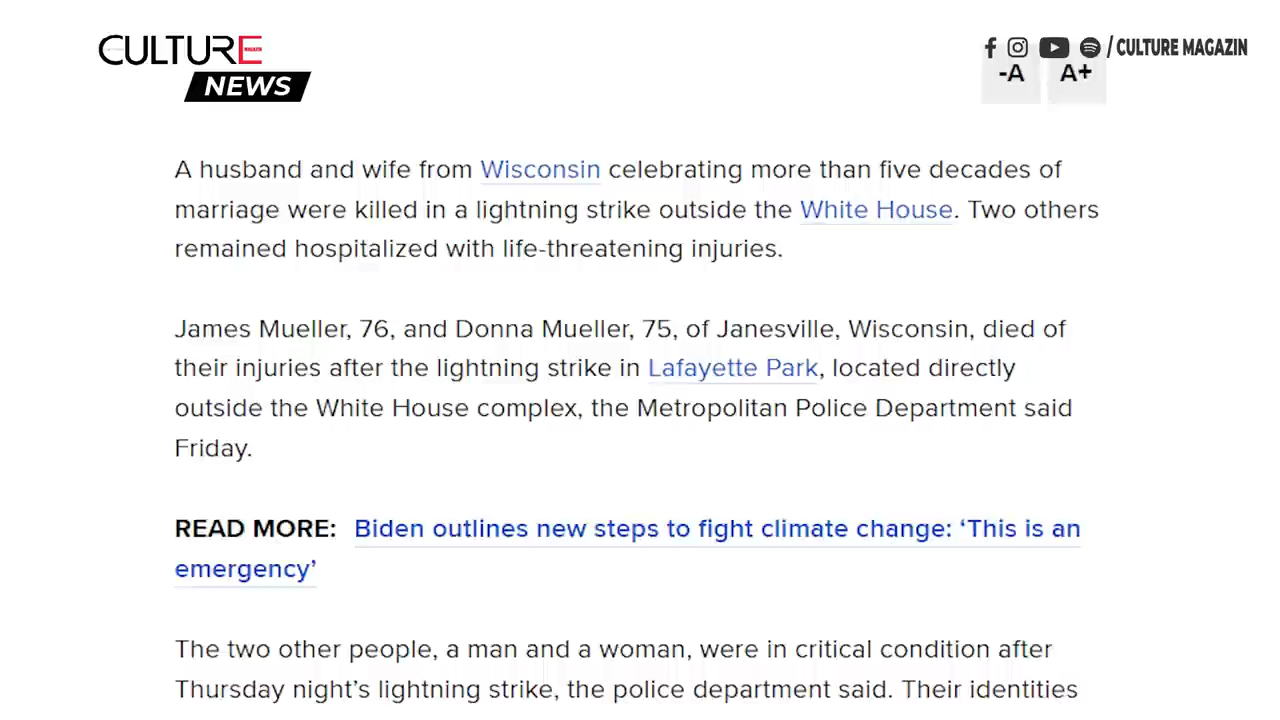 CULTURE
NEWS
/ CULTURE MAGAZIN
-A A+
A husband and wife from Wisconsin celebrating more than five decades of
marriage were killed in a lightning strike outside the White House. Two others
remained hospitalized with life-threatening injuries.
James Mueller, 76, and Donna Mueller, 75, of Janesville, Wisconsin, died of
their injuries after the lightning strike in Lafayette Park, located directly
outside the White House complex, the Metropolitan Police Department said
Friday.
READ MORE: Biden outlines new steps to fight climate change: ‘This is an
emergency’
The two other people, a man and a woman, were in critical condition after
Thursday night’s lightning strike, the police department said. Their identities